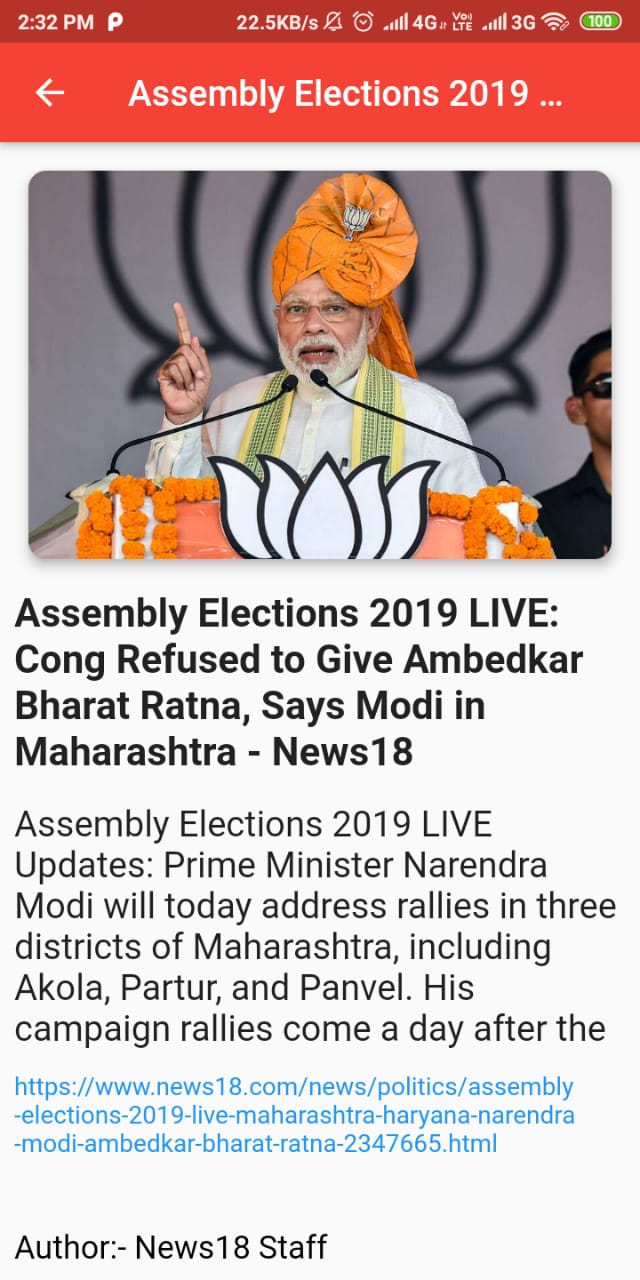 2:32 PM 22.5KB/s 4G Vo) LTE 3G 100
Assembly Elections 2019 ...
Assembly Elections 2019 LIVE:
Cong Refused to Give Ambedkar
Bharat Ratna, Says Modi in
Maharashtra - News18
Assembly Elections 2019 LIVE
Updates: Prime Minister Narendra
Modi will today address rallies in three
districts of Maharashtra, including
Akola, Partur, and Panvel. His
campaign rallies come a day after the
https://www.news18.com/news/politics/assembly
-elections-2019-live-maharashtra-haryana-narendra
-modi-ambedkar-bharat-ratna-2347665.html
Author:- News18 Staff